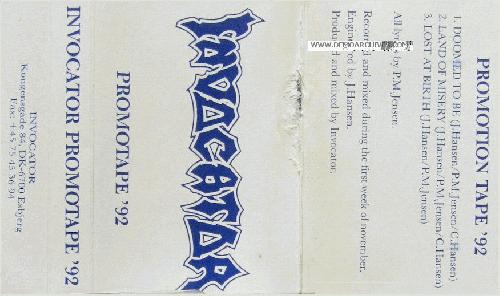 PROMOTION TAPE '92
1. DOOMED TO BE (J.Hansen/P.M.Jensen/C.Hansen)
2. LAND OF MISERY (J.Hansen/P.M.Jensen/C.Hansen)
3. LOST AT BIRTH (J.Hansen/P.M.Jensen)
All lyrics by P.M.Jensen.
Recorded and mixed during the first week of november.
Engineered by J.Hansen.
Produced and mixed by Invocator.
INVOCATOR
PROMOTAPE '92
INVOCATOR PROMOTAPE '92
INVOCATOR
Kongensgade 84, DK-6700 Esbjerg
Fax: +45 75 45 36 94